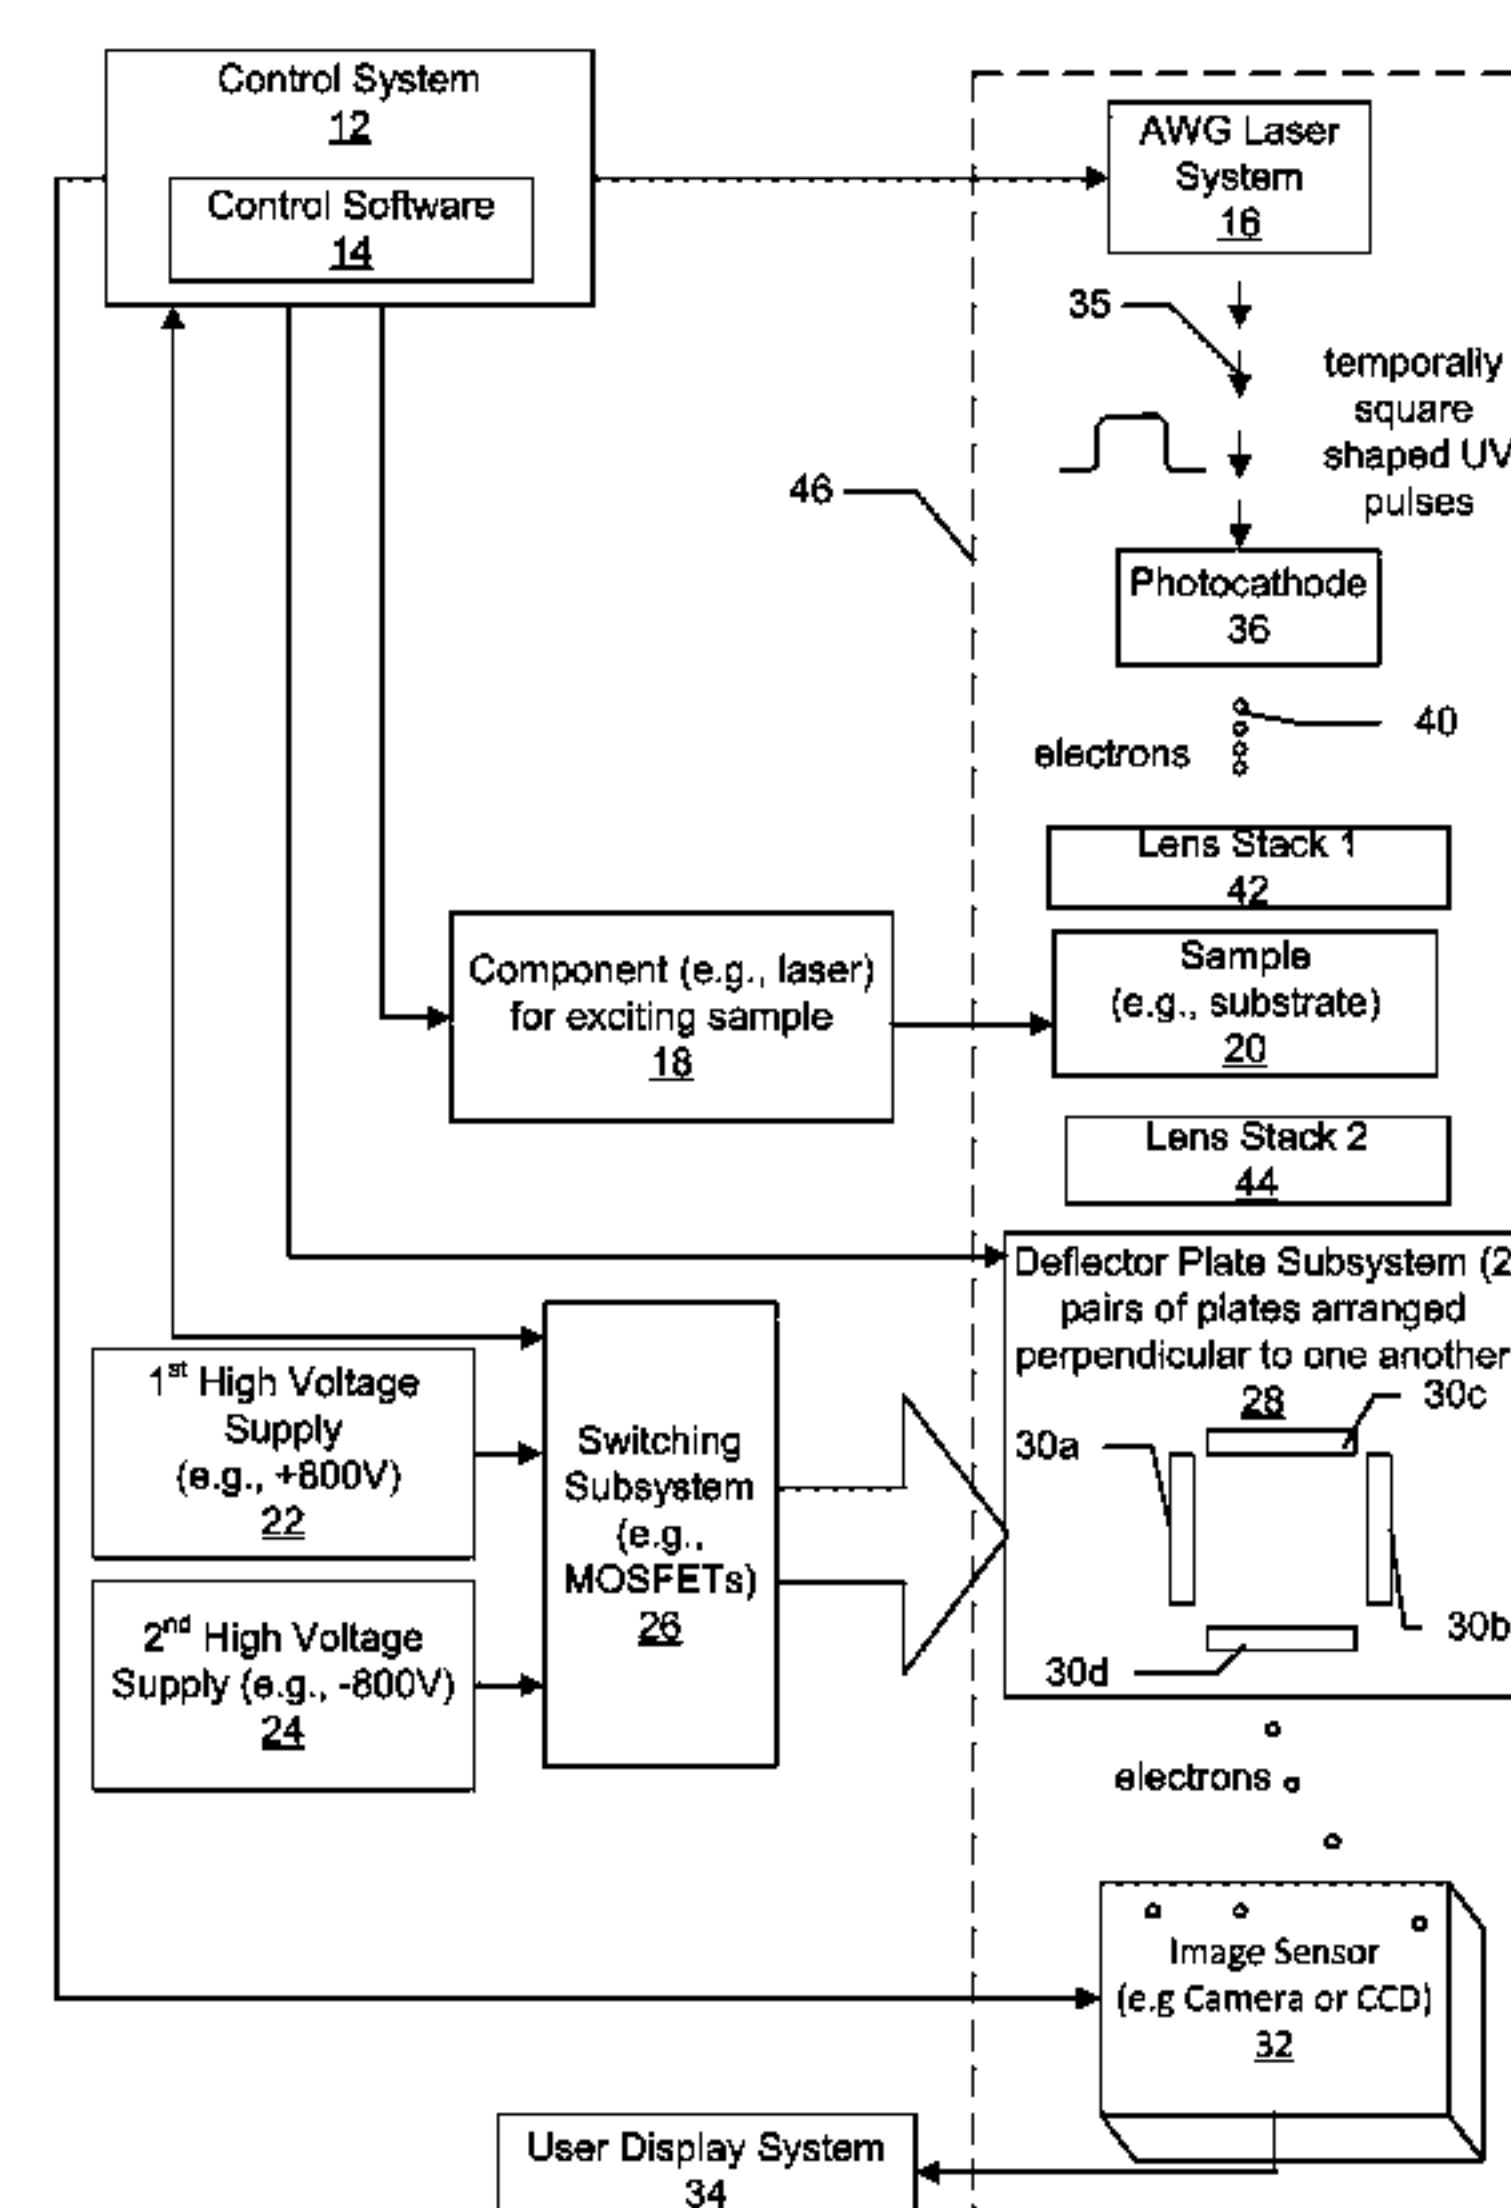 Control System
12
Control Software
14
AWG Laser
System
16
35
temporally
square
shaped UV
pulses
46
Photocathode
36
40
electrons
Lens Stack 1
42
Component (e.g., laser)
for exciting sample
18
Sample
(e.g., substrate)
20
Lens Stack 2
44
Deflector Plate Subsystem (2
pairs of plates arranged
perpendicular to one another
28
30c
30a
30b
30d
1st High Voltage
Supply
(e.g., +800V)
22
Switching
Subsystem
(e.g.,
MOSFETs)
26
2nd High Voltage
Supply (e.g., -800V)
24
electrons
Image Sensor
(e.g Camera or CCD)
32
User Display System
34